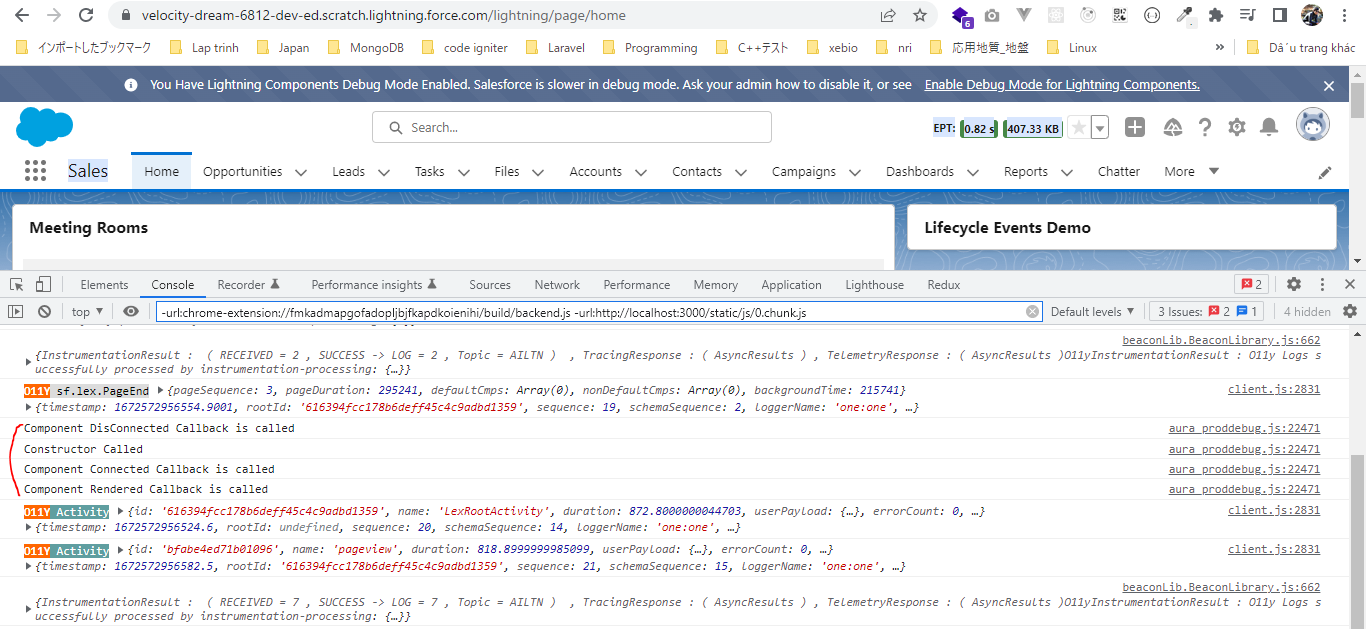 velocity-dream-6812-dev-ed.scratch.lightning.force.com/lightning/page/home
6
インポートしたブックマーク Lap trinh Japan MongoDB code igniter Laravel Programming C++テスト xebio nri 応用地質_地盤 Linux » Dấu trang khác
You Have Lightning Components Debug Mode Enabled. Salesforce is slower in debug mode. Ask your admin how to disable it, or see Enable Debug Mode for Lightning Components.
Search...
EPT: 0.82 s 407.33 KB
Sales Home Opportunities Leads Tasks Files Accounts Contacts Campaigns Dashboards Reports Chatter More
Meeting Rooms
Lifecycle Events Demo
Elements Console Recorder Performance insights Sources Network Performance Memory Application Lighthouse Redux 2
top -url:chrome-extension://fmkadmapgofadopljbjfkapdkoienihi/build/backend.js -url:http://localhost:3000/static/js/0.chunk.js Default levels 3 Issues: 2 1 4 hidden
beaconLib.BeaconLibrary.js:662
{InstrumentationResult : ( RECEIVED = 2 , SUCCESS -> LOG = 2 , Topic = AILTN ) , TracingResponse : ( AsyncResults ) , TelemetryResponse : ( AsyncResults )O11yInstrumentationResult : O11y Logs s
uccessfully processed by instrumentation-processing: {…}}
O11Y sf.lex.PageEnd {pageSequence: 3, pageDuration: 295241, defaultCmps: Array(0), nonDefaultCmps: Array(0), backgroundTime: 215741} client.js:2831
{timestamp: 1672572956554.9001, rootId: '616394fcc178b6deff45c4c9adbd1359', sequence: 19, schemaSequence: 2, loggerName: 'one:one', …}
Component DisConnected Callback is called aura_proddebug.js:22471
Constructor Called aura_proddebug.js:22471
Component Connected Callback is called aura_proddebug.js:22471
Component Rendered Callback is called aura_proddebug.js:22471
O11Y Activity {id: '616394fcc178b6deff45c4c9adbd1359', name: 'LexRootActivity', duration: 872.8000000044703, userPayload: {…}, errorCount: 0, …} client.js:2831
{timestamp: 1672572956524.6, rootId: undefined, sequence: 20, schemaSequence: 14, loggerName: 'one:one', …}
O11Y Activity {id: 'bfabe4ed71b01096', name: 'pageview', duration: 818.8999999985099, userPayload: {…}, errorCount: 0, …} client.js:2831
{timestamp: 1672572956582.5, rootId: '616394fcc178b6deff45c4c9adbd1359', sequence: 21, schemaSequence: 15, loggerName: 'one:one', …}
beaconLib.BeaconLibrary.js:662
{InstrumentationResult : ( RECEIVED = 7 , SUCCESS -> LOG = 7 , Topic = AILTN ) , TracingResponse : ( AsyncResults ) , TelemetryResponse : ( AsyncResults )O11yInstrumentationResult : O11y Logs s
uccessfully processed by instrumentation-processing: {…}}